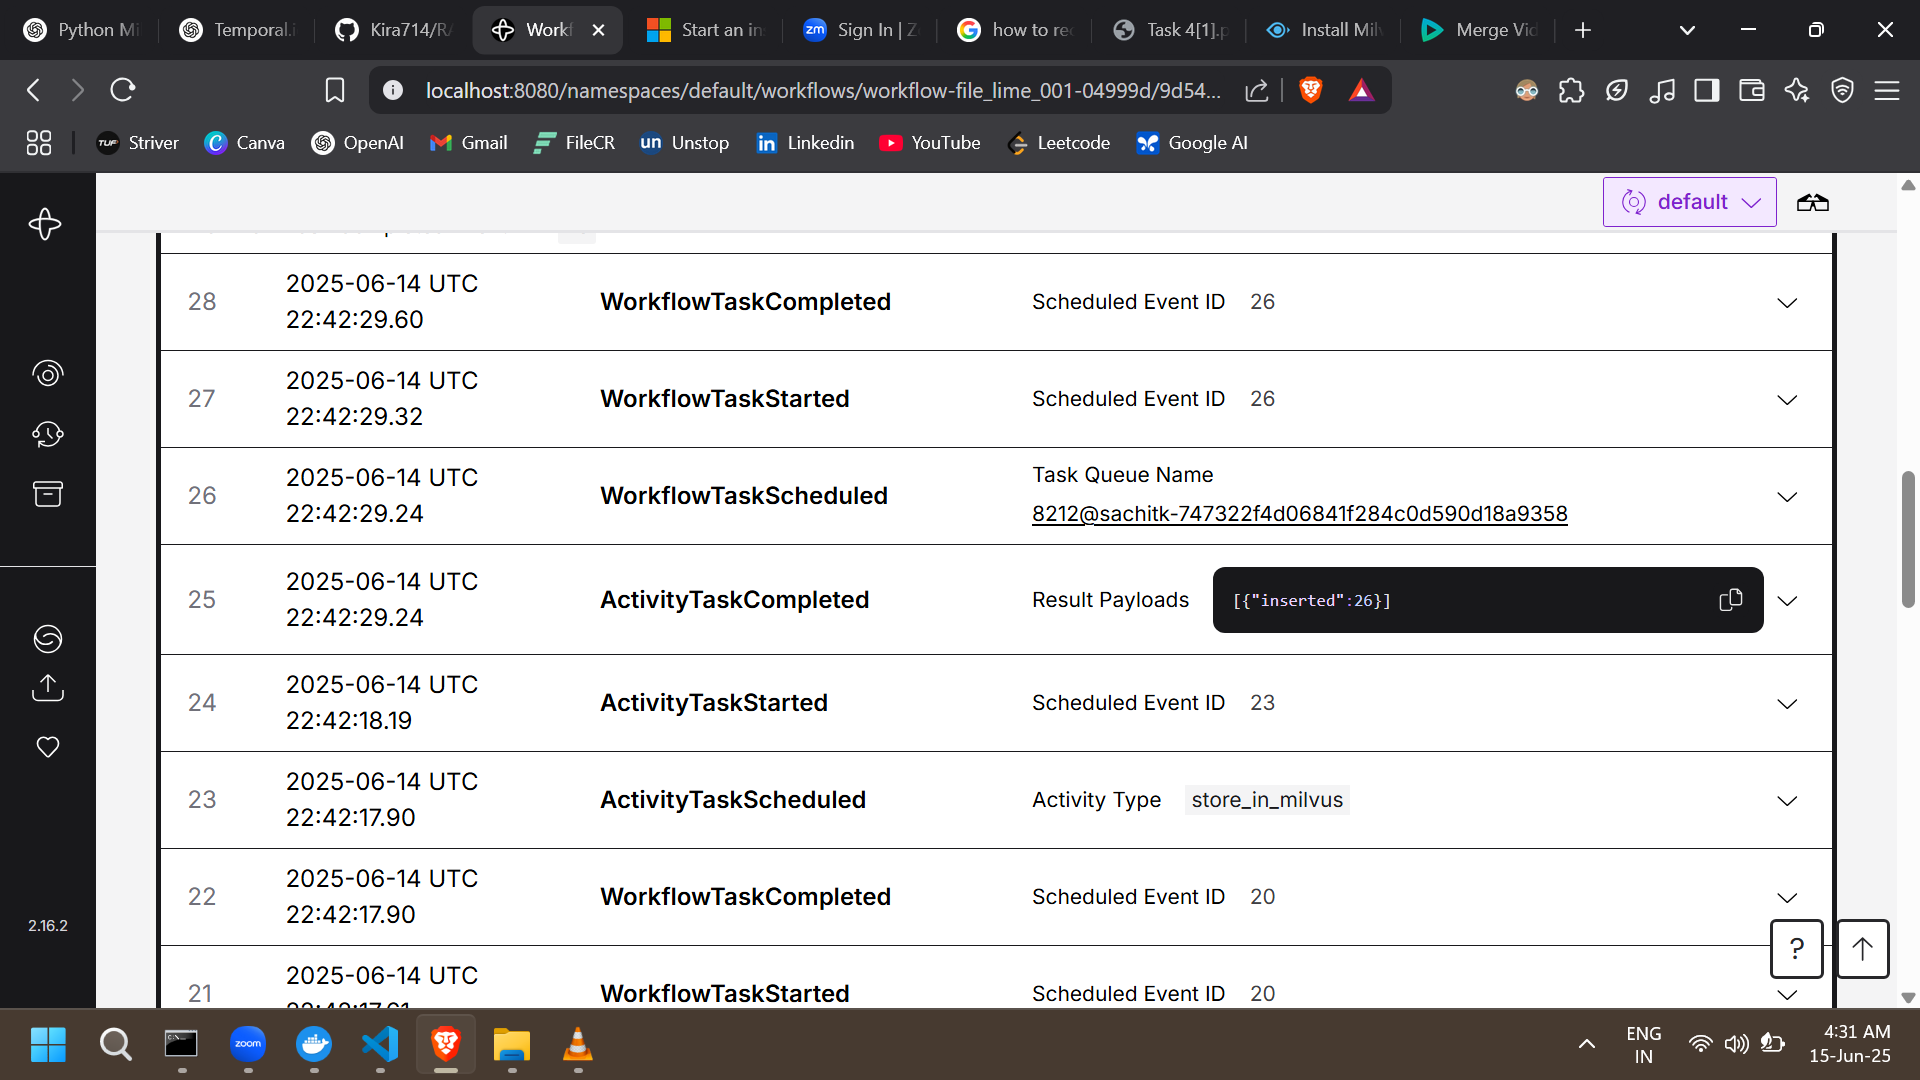 Python Mi
Temporal.i
Kira714/RA
Workf
Start an in
Sign In | Zo
how to rec
Task 4[1].p
Install Milv
Merge Vid
localhost:8080/namespaces/default/workflows/workflow-file_lime_001-04999d/9d54...
Striver
Canva
OpenAI
Gmail
FileCR
Unstop
Linkedin
YouTube
Leetcode
Google AI
default
28
2025-06-14 UTC
22:42:29.60
WorkflowTaskCompleted
Scheduled Event ID 26
27
2025-06-14 UTC
22:42:29.32
WorkflowTaskStarted
Scheduled Event ID 26
26
2025-06-14 UTC
22:42:29.24
WorkflowTaskScheduled
Task Queue Name
8212@sachitk-747322f4d06841f284c0d590d18a9358
25
2025-06-14 UTC
22:42:29.24
ActivityTaskCompleted
Result Payloads
[{"inserted":26}]
24
2025-06-14 UTC
22:42:18.19
ActivityTaskStarted
Scheduled Event ID 23
23
2025-06-14 UTC
22:42:17.90
ActivityTaskScheduled
Activity Type store_in_milvus
22
2025-06-14 UTC
22:42:17.90
WorkflowTaskCompleted
Scheduled Event ID 20
21
2025-06-14 UTC
WorkflowTaskStarted
Scheduled Event ID 20
2.16.2
?
zoom
ENG
IN
4:31 AM
15-Jun-25